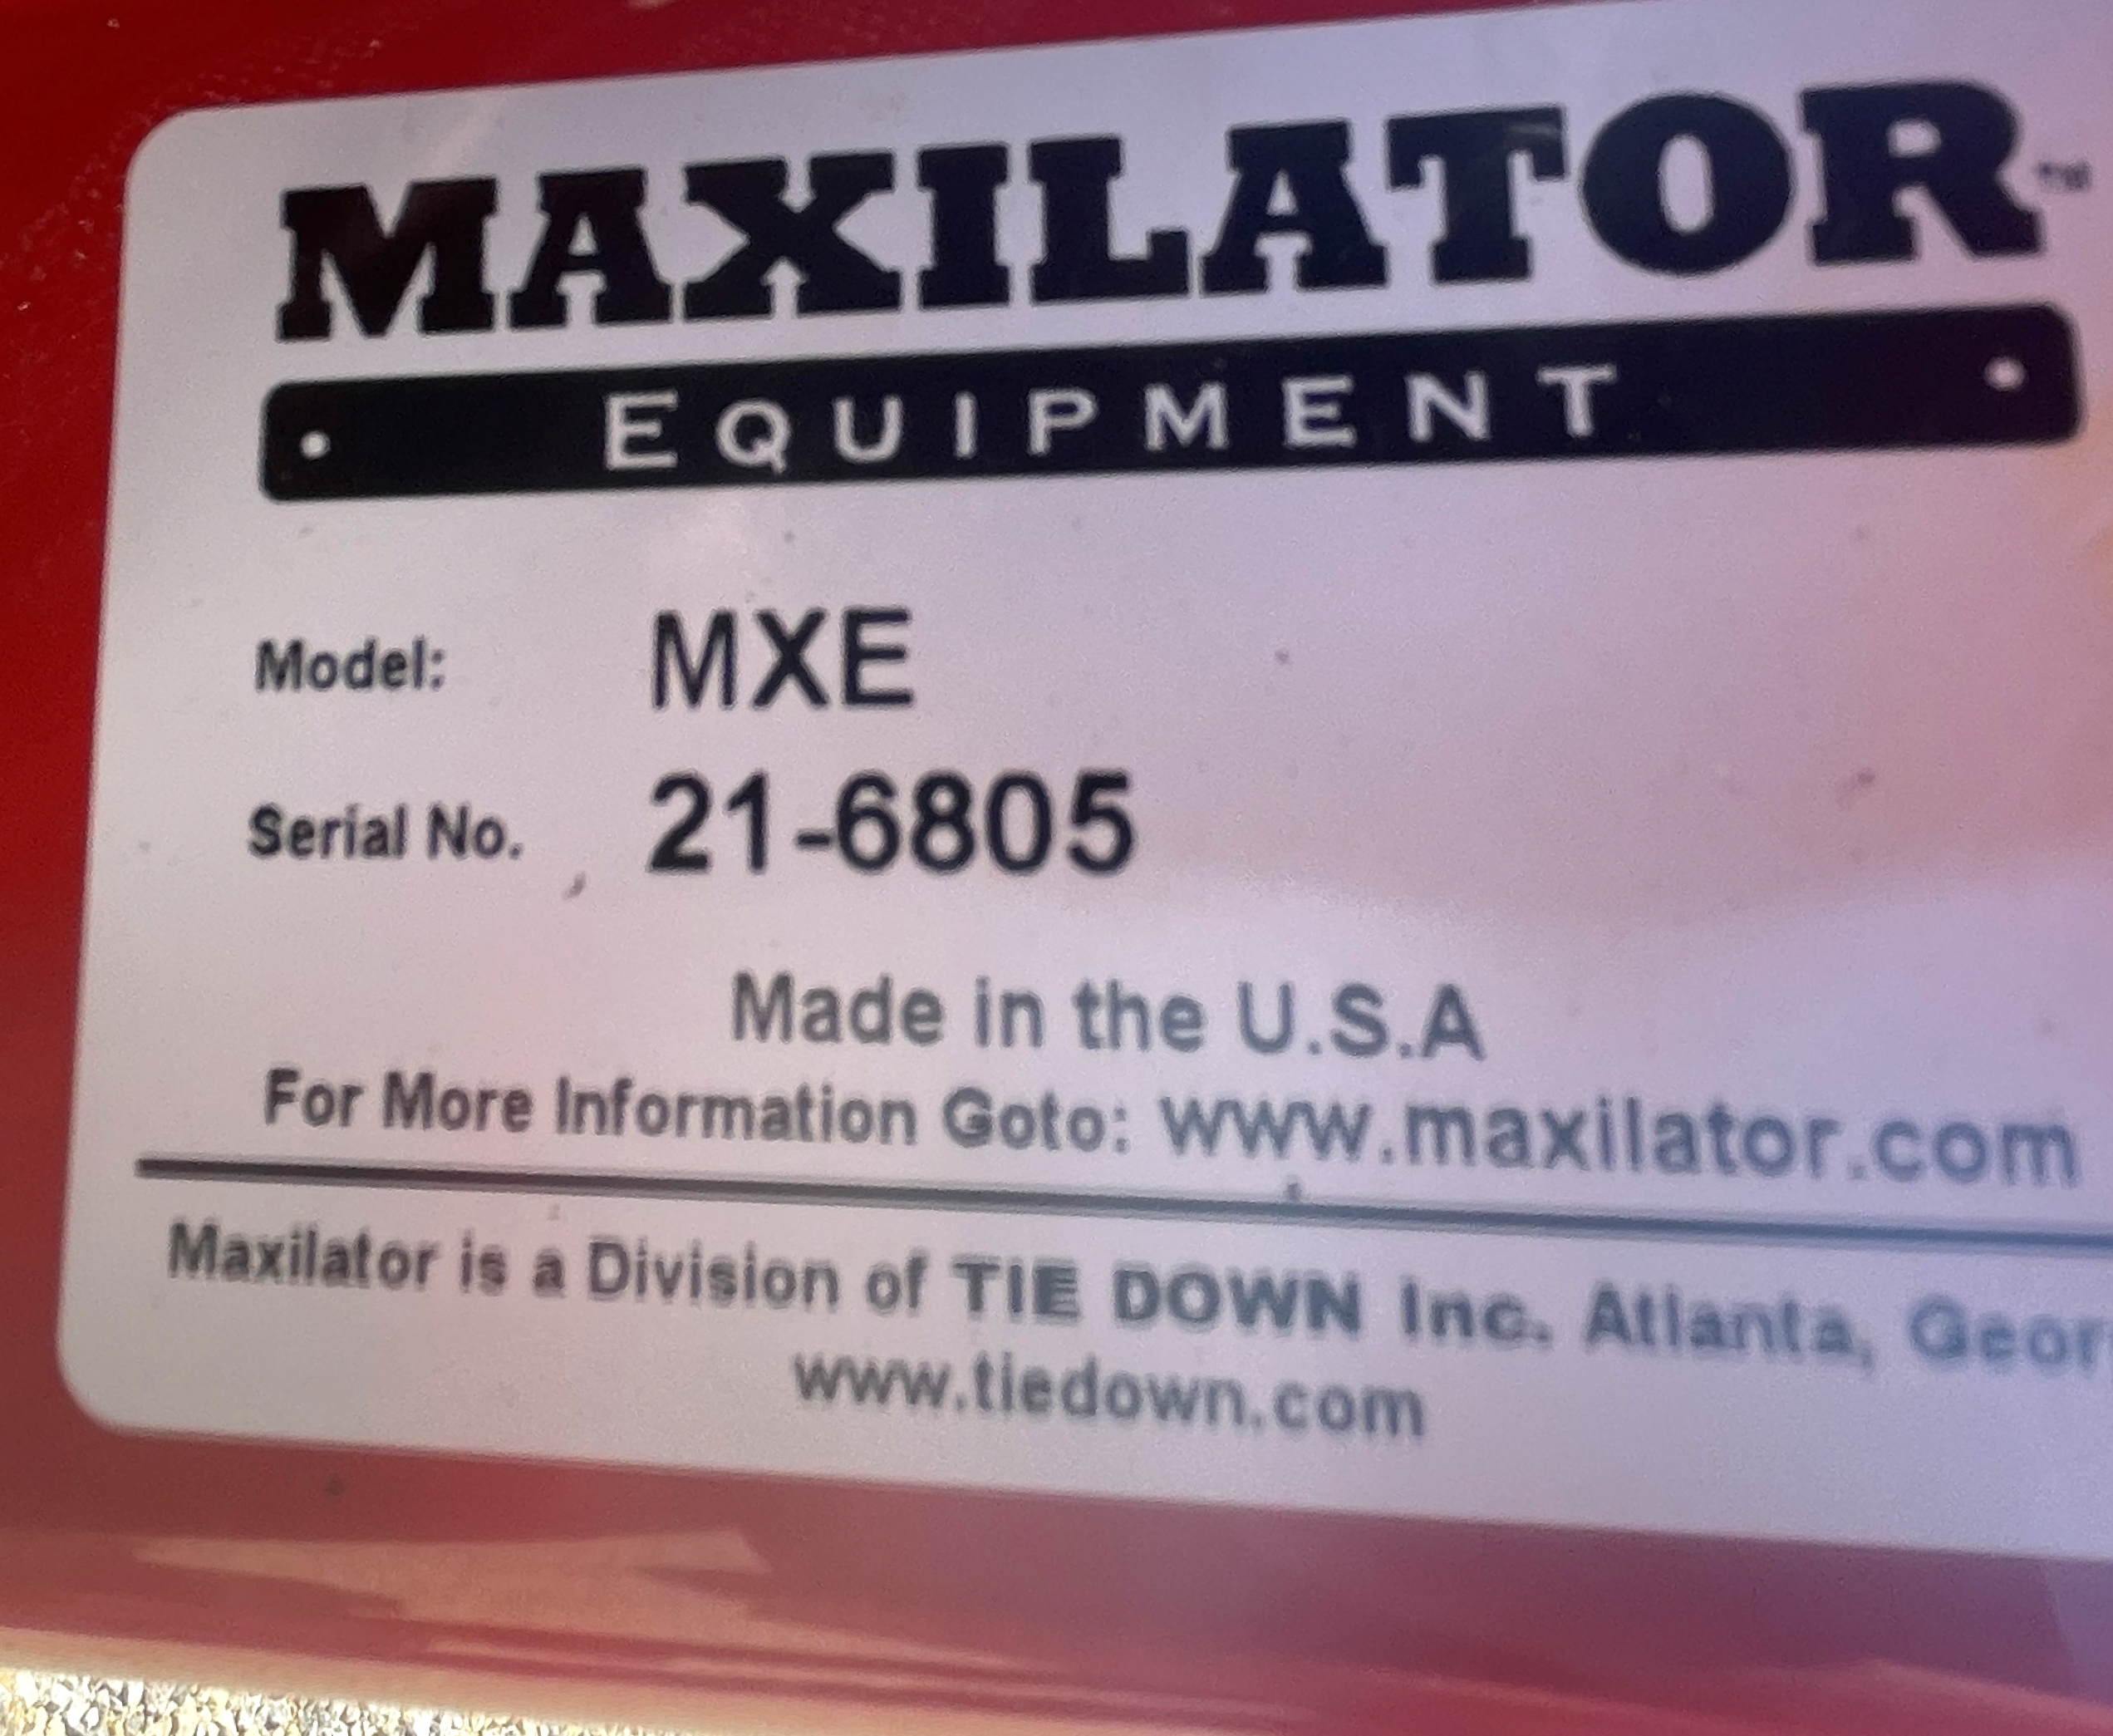 MAXILATOR™
EQUIPMENT
Model: MXE
Serial No. 21-6805
Made in the U.S.A
For More Information Goto: www.maxilator.com
Maxilator is a Division of TIE DOWN Inc. Atlanta, Geor
www.tiedown.com